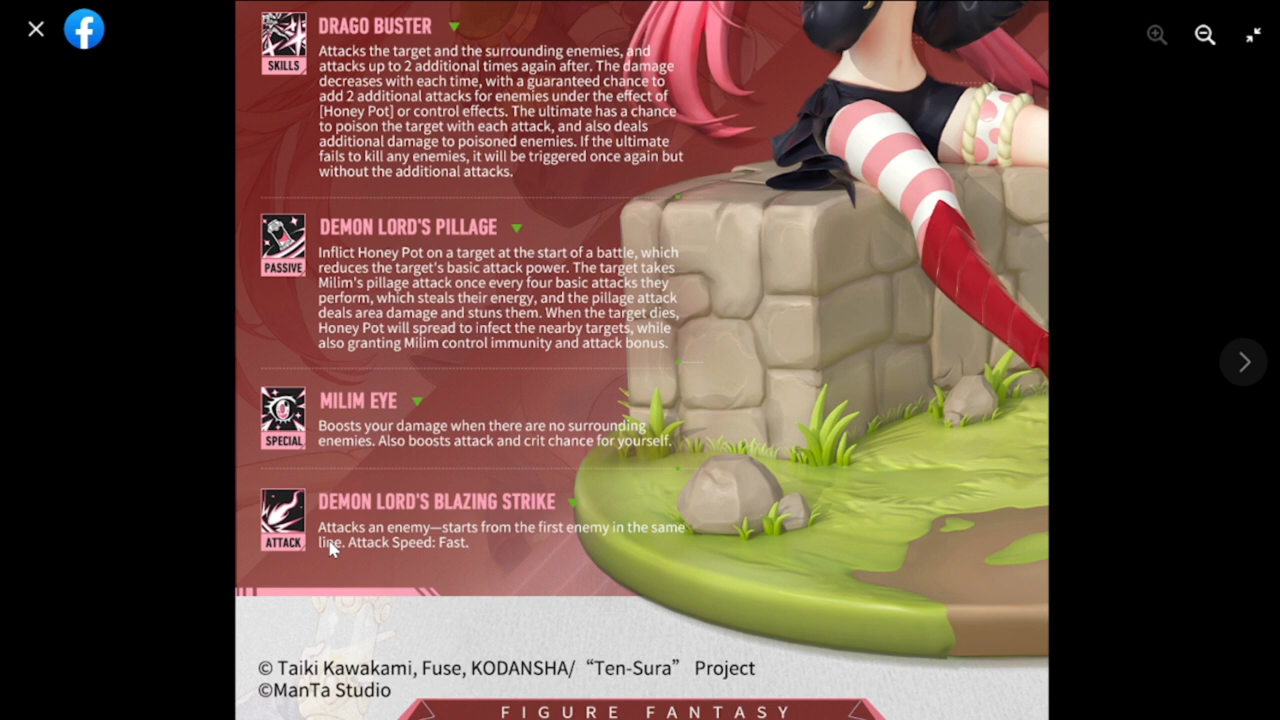 DRAGO BUSTER
SKILLS
Attacks the target and the surrounding enemies, and
attacks up to 2 additional times again after. The damage
decreases with each time, with a guaranteed chance to
add 2 additional attacks for enemies under the effect of
[Honey Pot] or control effects. The ultimate has a chance
to poison the target with each attack, and also deals
additional damage to poisoned enemies. If the ultimate
fails to kill any enemies, it will be triggered once again but
without the additional attacks.
DEMON LORD'S PILLAGE
PASSIVE
Inflict Honey Pot on a target at the start of a battle, which
reduces the target's basic attack power. The target takes
Milim's pillage attack once every four basic attacks they
perform, which steals their energy, and the pillage attack
deals area damage and stuns them. When the target dies,
Honey Pot will spread to infect the nearby targets, while
also granting Milim control immunity and attack bonus.
MILIM EYE
SPECIAL
Boosts your damage when there are no surrounding
enemies. Also boosts attack and crit chance for yourself.
DEMON LORD'S BLAZING STRIKE
ATTACK
Attacks an enemy—starts from the first enemy in the same
line. Attack Speed: Fast.
© Taiki Kawakami, Fuse, KODANSHA/ “Ten-Sura” Project
©ManTa Studio
FIGURE FANTASY